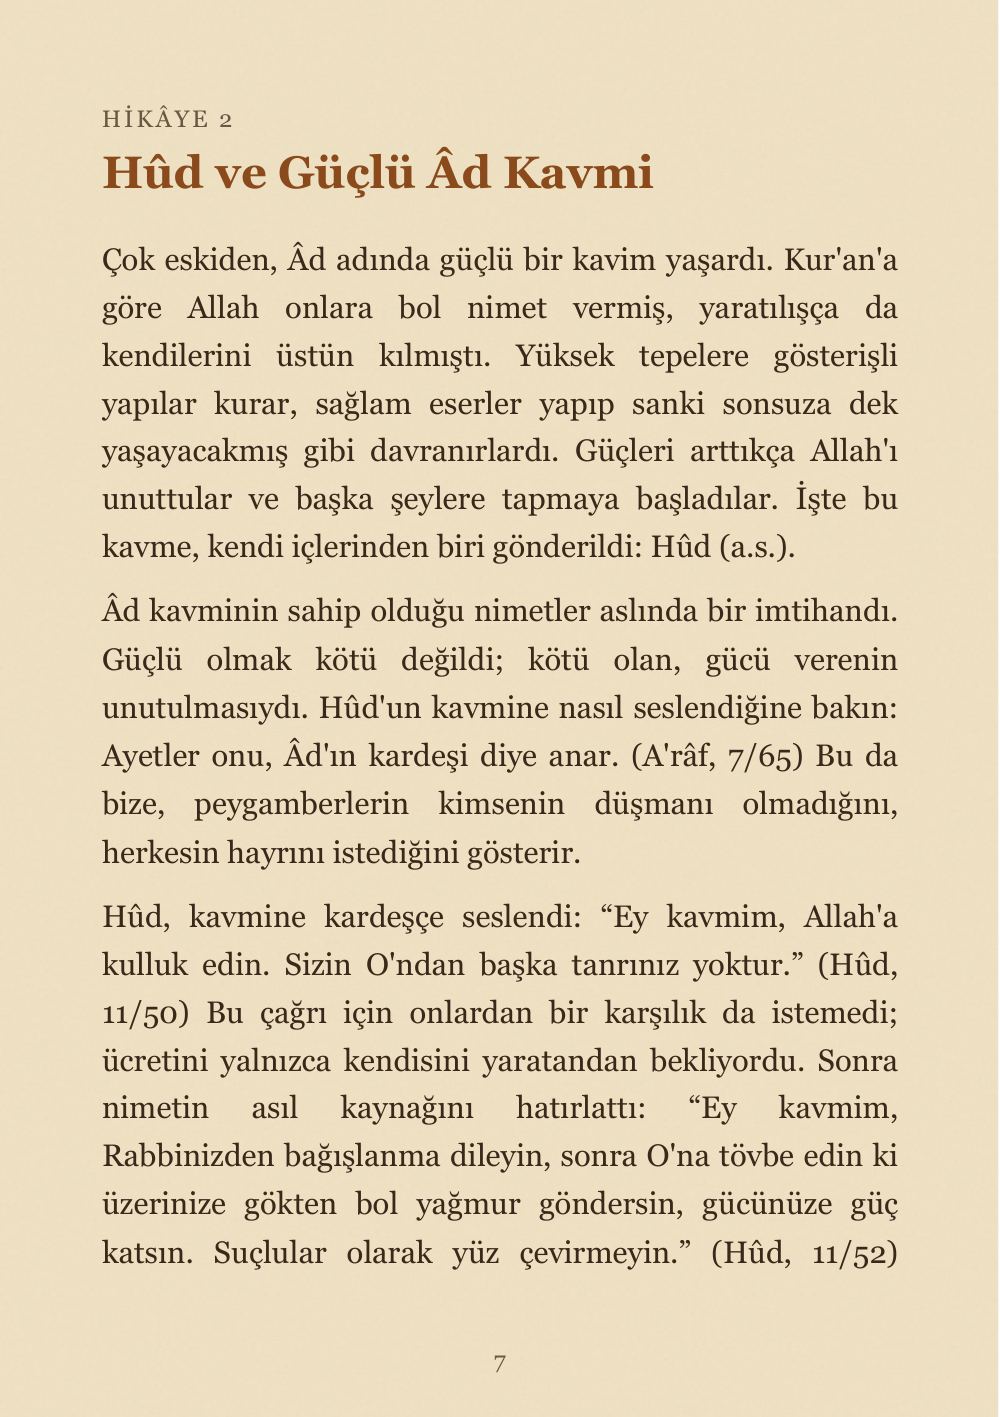 HİKÂYE 2
Hûd ve Güçlü Âd Kavmi
Çok eskiden, Âd adında güçlü bir kavim yaşardı. Kur'an'a
göre Allah onlara bol nimet vermiş, yaratılışça da
kendilerini üstün kılmıştı. Yüksek tepelere gösterişli
yapılar kurar, sağlam eserler yapıp sanki sonsuza dek
yaşayacakmış gibi davranırlardı. Güçleri arttıkça Allah'ı
unuttular ve başka şeylere tapmaya başladılar. İşte bu
kavme, kendi içlerinden biri gönderildi: Hûd (a.s.).
Âd kavminin sahip olduğu nimetler aslında bir imtihandı.
Güçlü olmak kötü değildi; kötü olan, gücü verenin
unutulmasıydı. Hûd'un kavmine nasıl seslendiğine bakın:
Ayetler onu, Âd'ın kardeşi diye anar. (A'râf, 7/65) Bu da
bize, peygamberlerin kimsenin düşmanı olmadığını,
herkesin hayrını istediğini gösterir.
Hûd, kavmine kardeşçe seslendi: “Ey kavmim, Allah'a
kulluk edin. Sizin O'ndan başka tanrınız yoktur.” (Hûd,
11/50) Bu çağrı için onlardan bir karşılık da istemedi;
ücretini yalnızca kendisini yaratandan bekliyordu. Sonra
nimetin asıl kaynağını hatırlattı: “Ey kavmim,
Rabbinizden bağışlanma dileyin, sonra O'na tövbe edin ki
üzerinize gökten bol yağmur göndersin, gücünüze güç
katsın. Suçlular olarak yüz çevirmeyin.” (Hûd, 11/52)
7